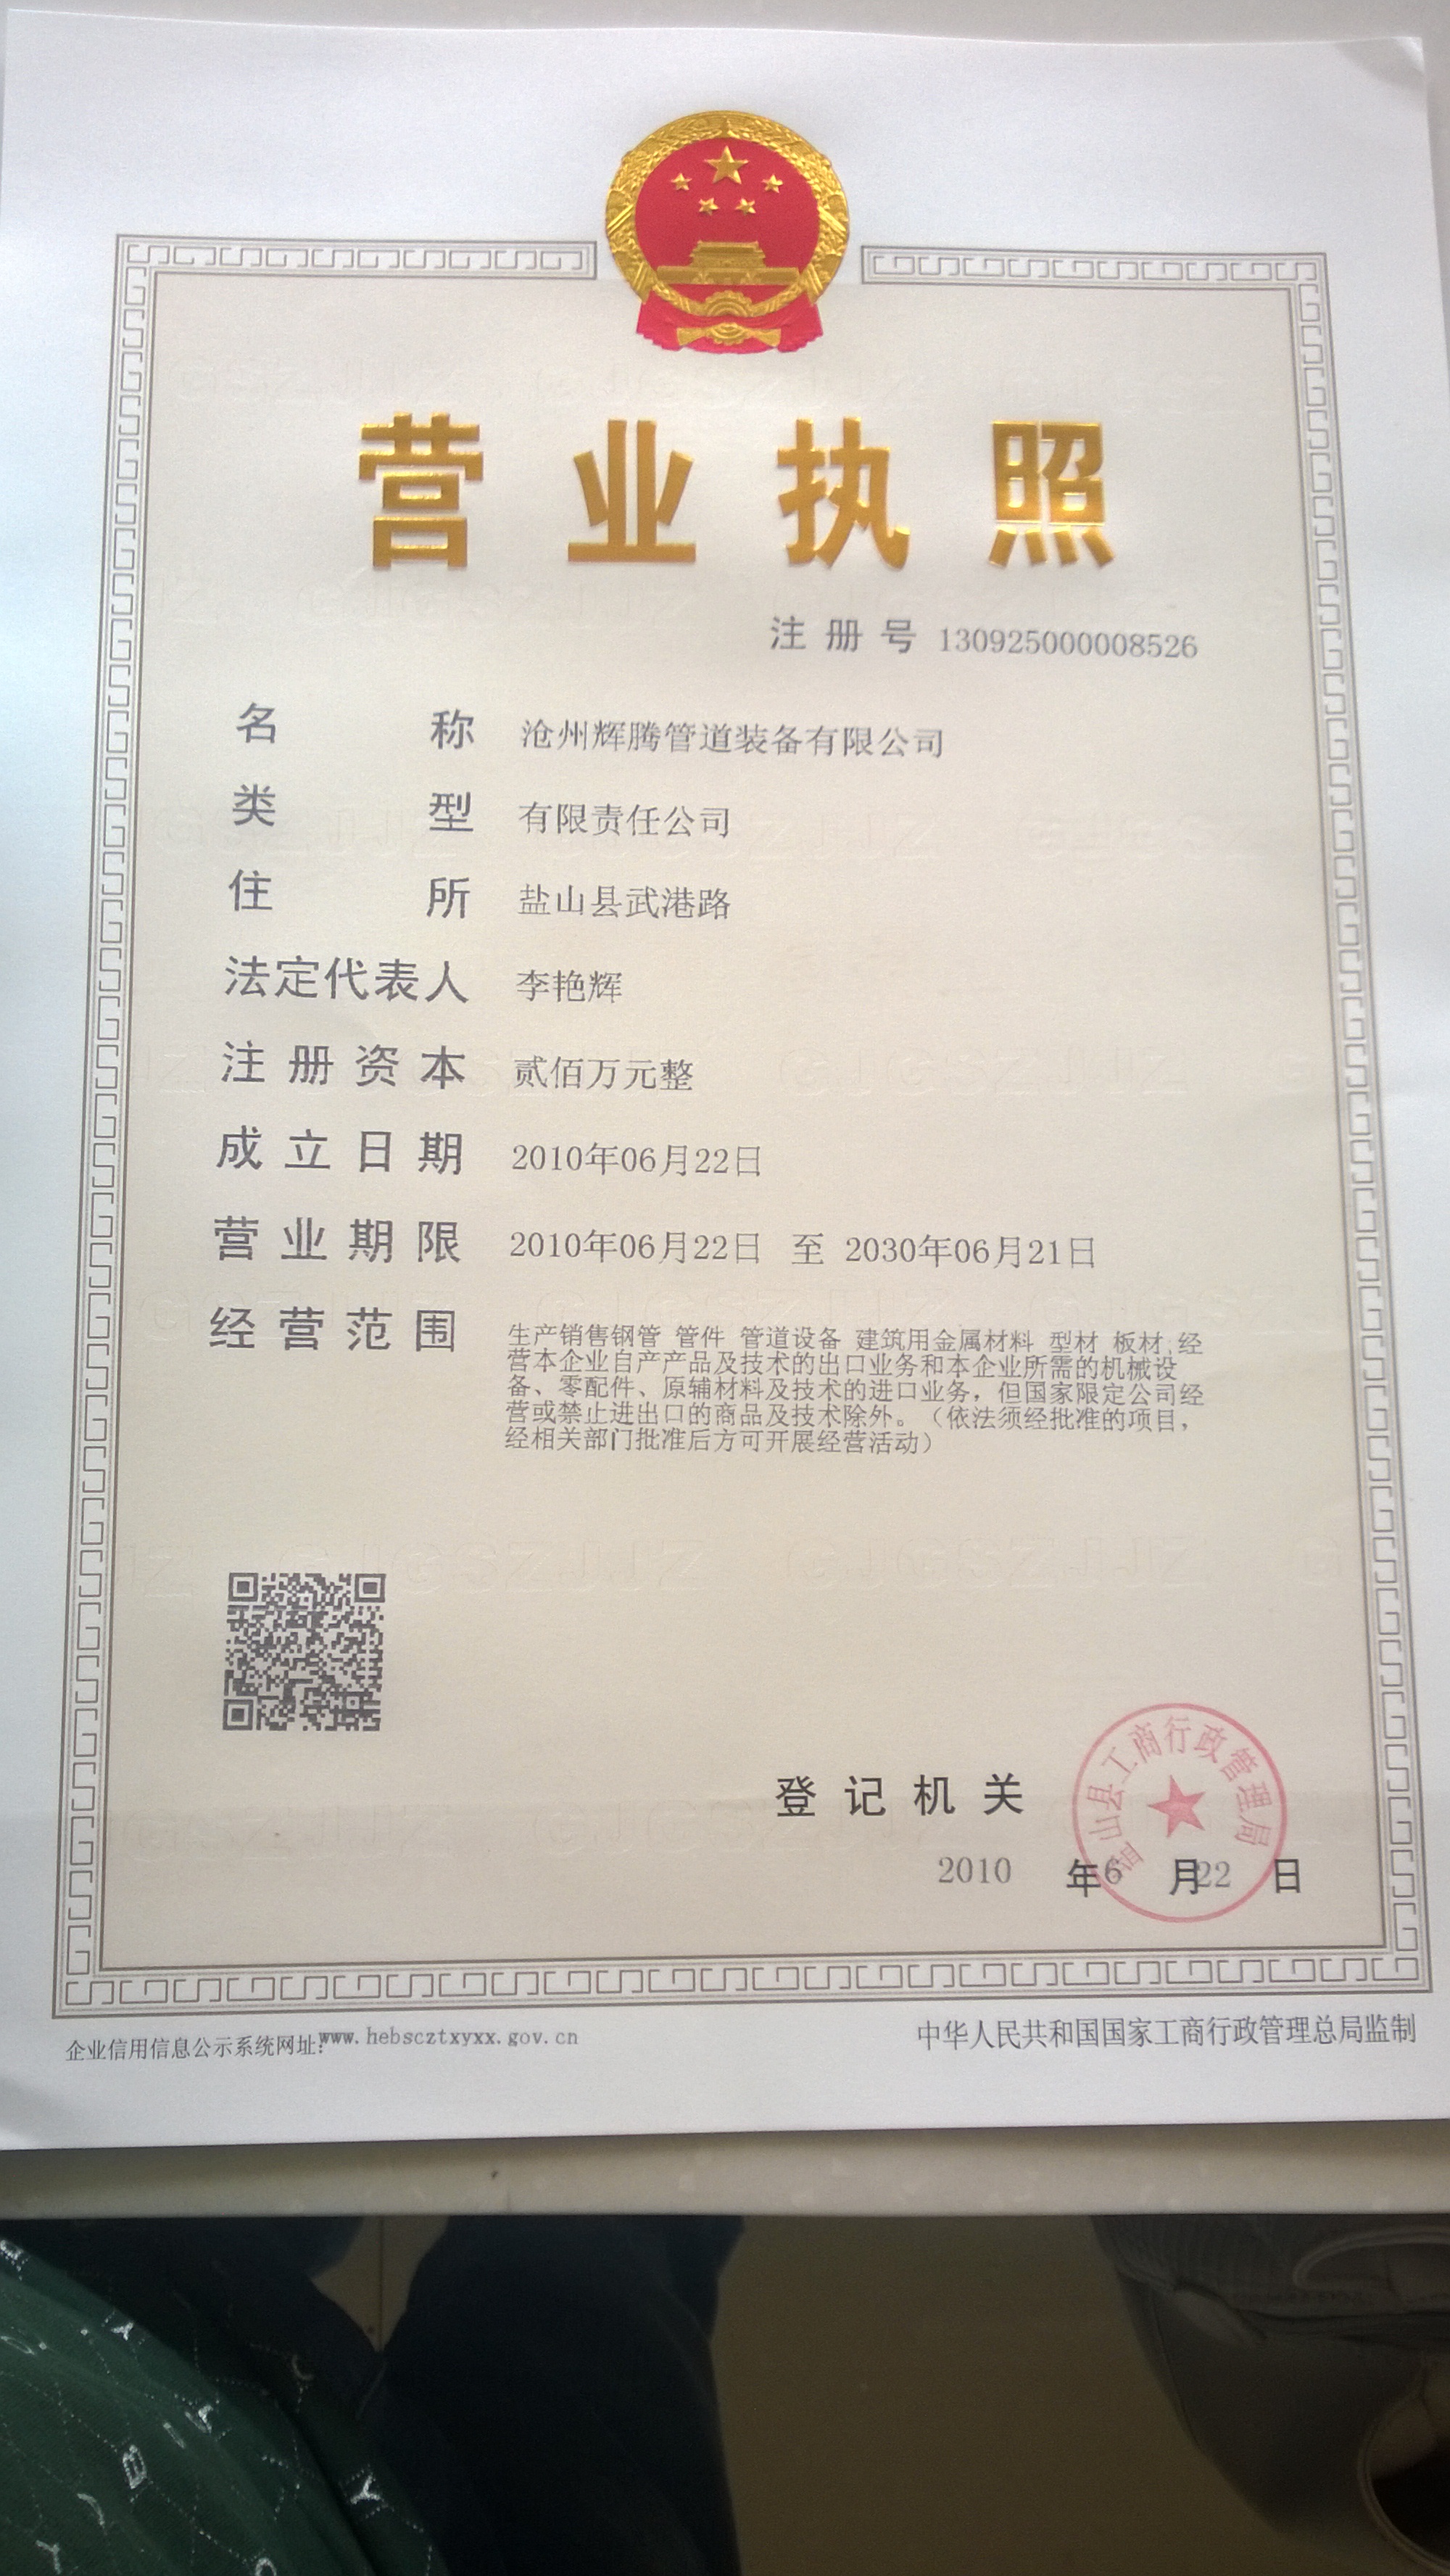 营业执照
注册号 130925000008526
名称 沧州辉腾管道装备有限公司
类型 有限责任公司
住所 盐山县武港路
法定代表人 李艳辉
注册资本 贰佰万元整
成立日期 2010年06月22日
营业期限 2010年06月22日 至 2030年06月21日
经营范围 生产销售钢管 管件 管道设备 建筑用金属材料 型材 板材;经
营本企业自产产品及技术的出口业务和本企业所需的机械设
备、零配件、原辅材料及技术的进口业务，但国家限定公司经
营或禁止进出口的商品及技术除外。（依法须经批准的项目，
经相关部门批准后方可开展经营活动）
登记机关
盐山县工商行政管理局
2010 年6 月22 日
企业信用信息公示系统网址:www.hebscztxyxx.gov.cn
中华人民共和国国家工商行政管理总局监制